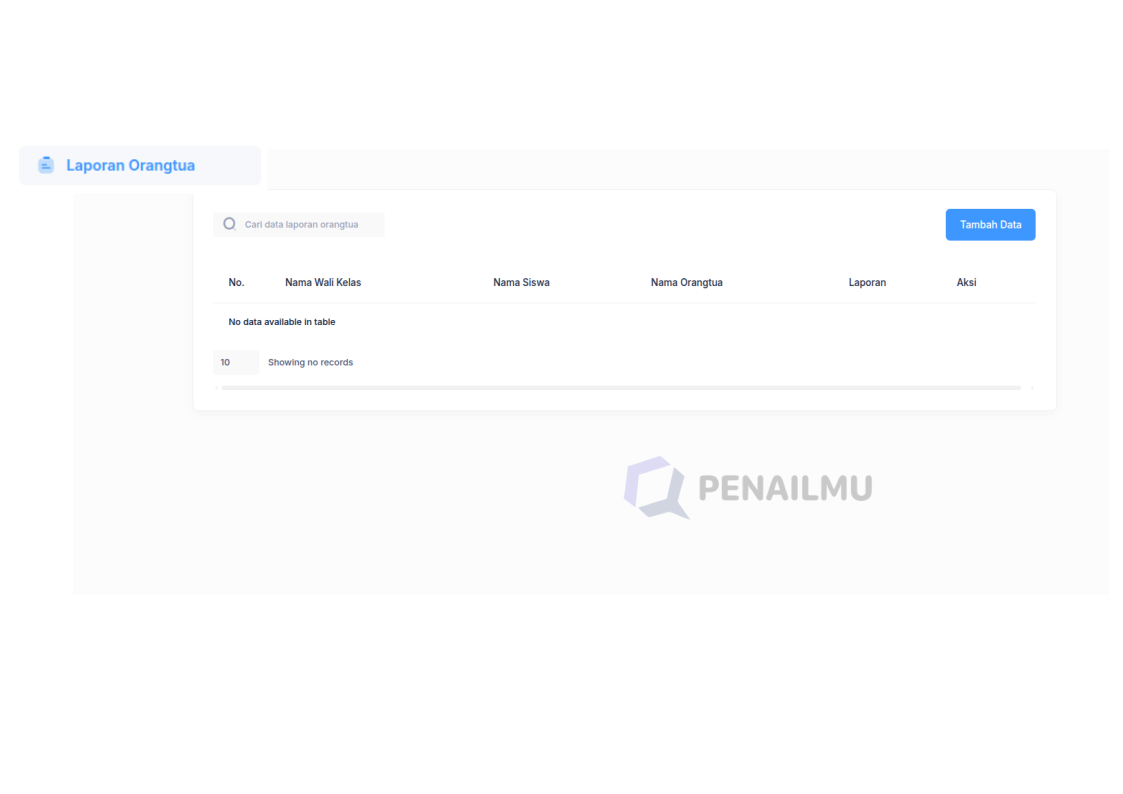 Laporan Orangtua
Cari data laporan orangtua
Tambah Data
No. Nama Wali Kelas Nama Siswa Nama Orangtua Laporan Aksi
No data available in table
10 Showing no records
PENAILMU